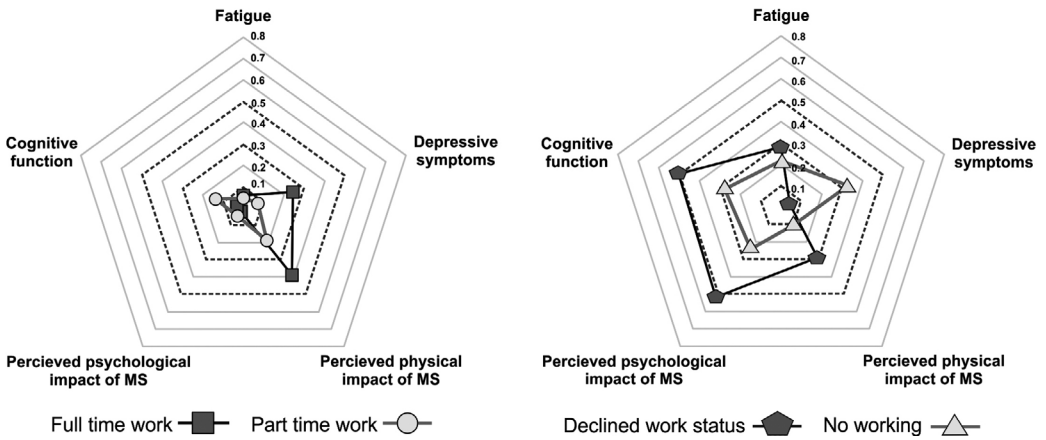 Fatigue
0.8
0.7
0.6
0.5
0.4
0.3
0.2
0.1
Cognitive
function
Depressive
symptoms
Percieved psychological
impact of MS
Percieved physical
impact of MS
Full time work
Part time work
Fatigue
0.8
0.7
0.6
0.5
0.4
0.3
0.2
0.1
Cognitive
function
Depressive
symptoms
Percieved psychological
impact of MS
Percieved physical
impact of MS
Declined work status
No working